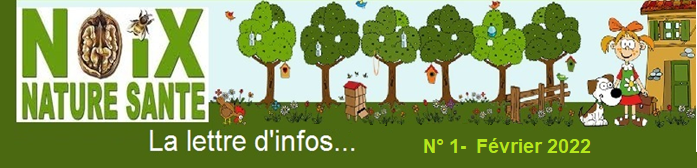 NOiX
NATURE SANTE
La lettre d'infos...
N° 1- Février 2022